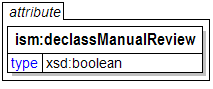 attribute
ism:declassManualReview
type xsd:boolean